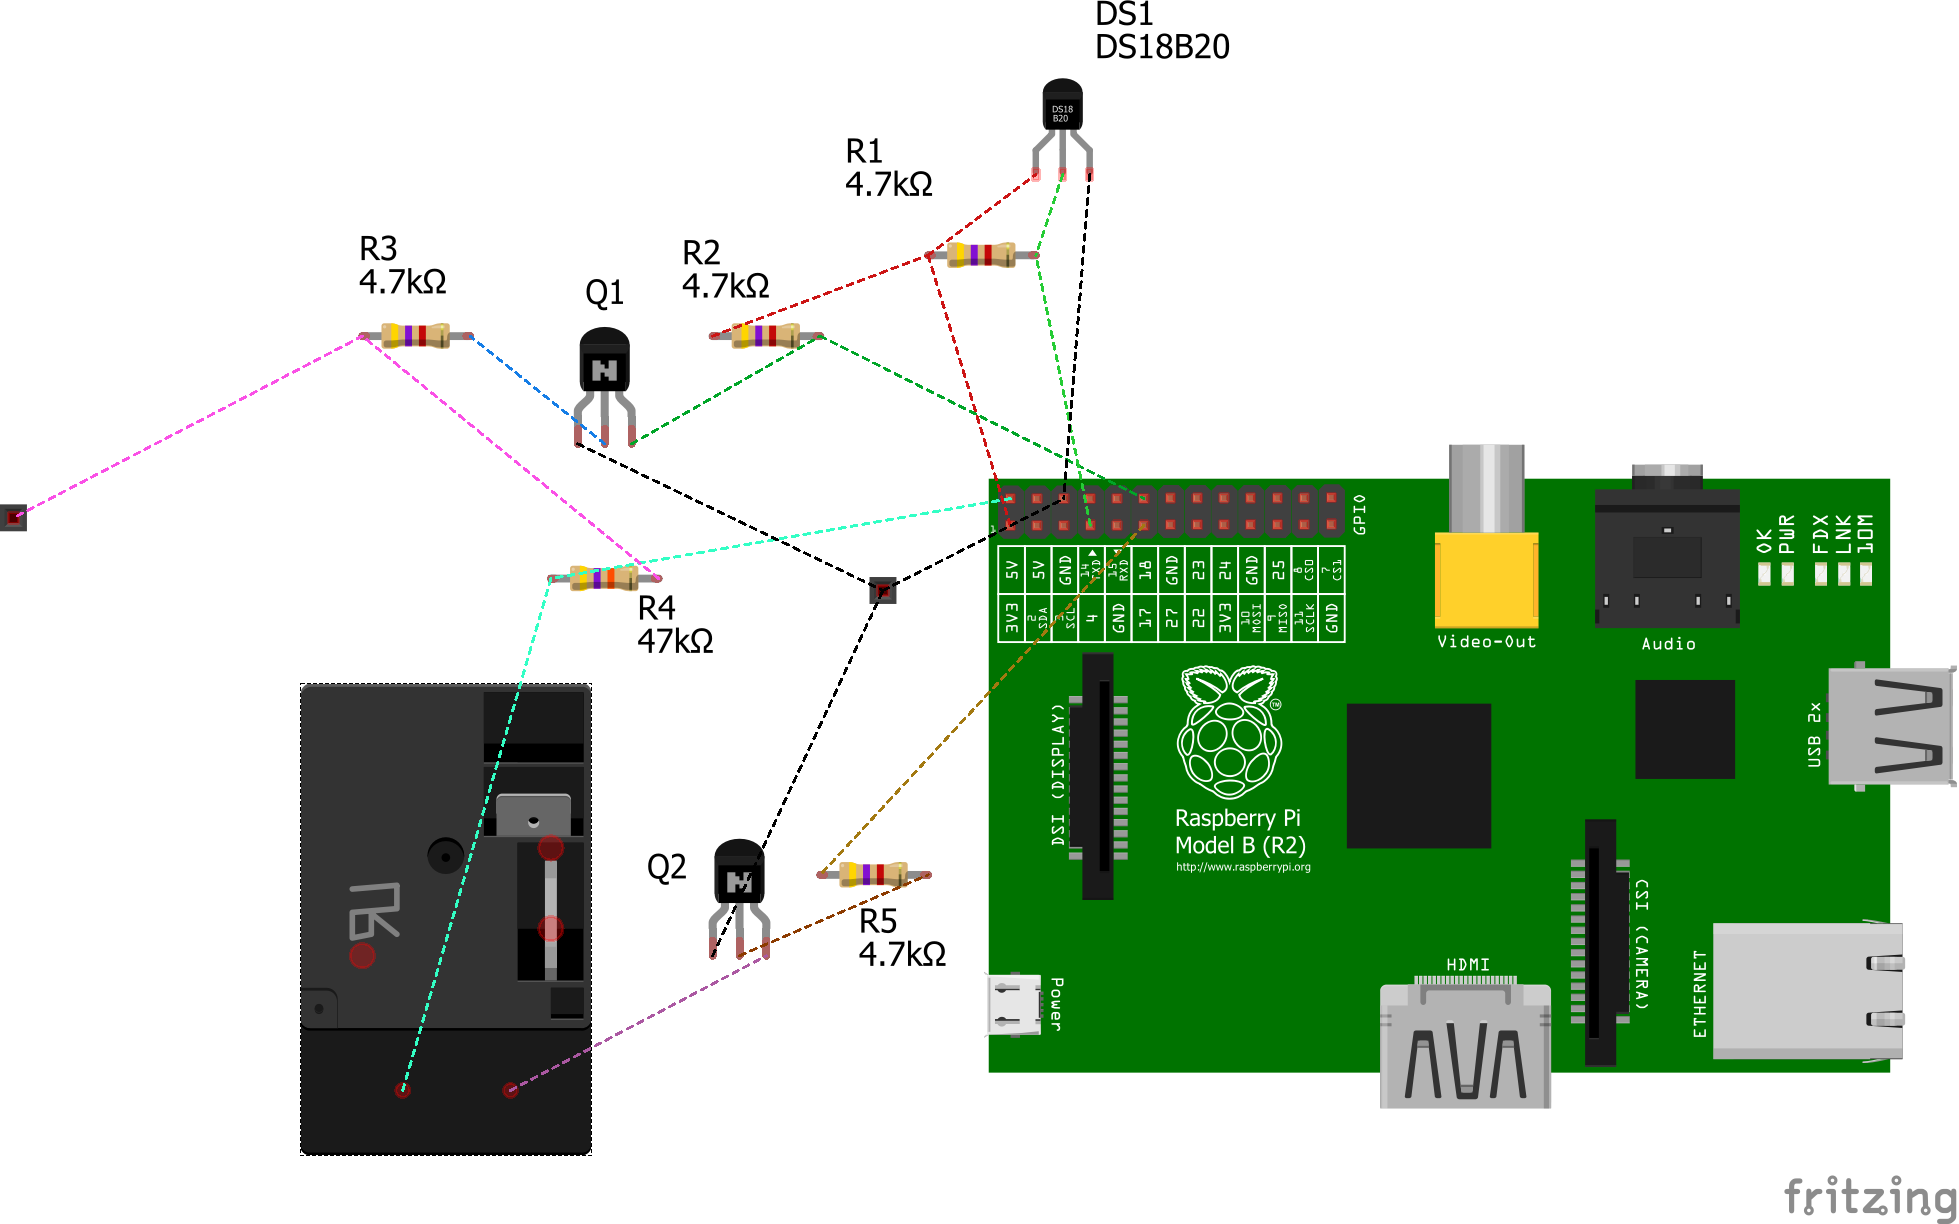 DS1
DS18B20
DS18
B20
R1
4.7kΩ
R3
4.7kΩ
R2
4.7kΩ
Q1
N
GPIO
1
5V 5V GND 14 TXD 15 RXD 18 GND 23 24 GND 25 8 CS0 7 CS1
3V3 2 SDA 3 SCL 4 GND 17 27 22 3V3 10 MOSI 9 MISO 11 SCLK GND
OK PWR FDX LNK 10M
Video-Out
Audio
R4
47kΩ
DSI (DISPLAY)
TM
USB 2x
Raspberry Pi
Model B (R2)
http://www.raspberrypi.org
Q2
N
R5
4.7kΩ
CSI (CAMERA)
Power
HDMI
ETHERNET
fritzing